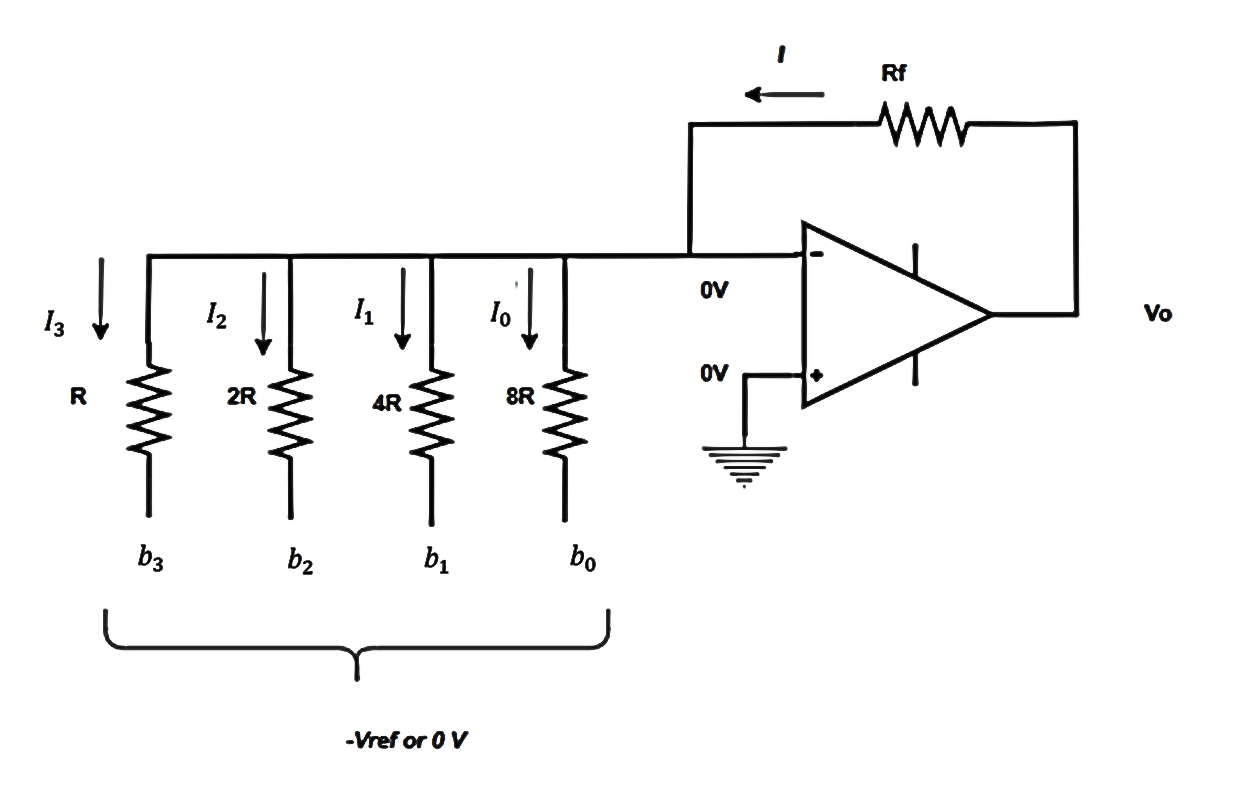 I
Rf
I₃
I₂
I₁
I₀
0V
Vo
R
2R
4R
8R
0V
b₃
b₂
b₁
b₀
-Vref or 0 V